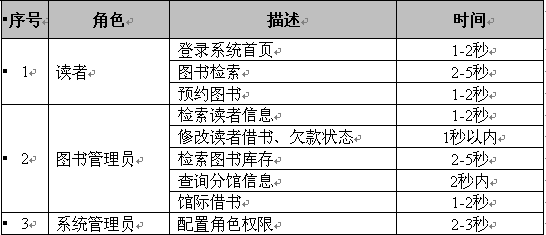 序号 角色 描述 时间
1 读者 登录系统首页 1-2秒
图书检索 2-5秒
预约图书 1-2秒
2 图书管理员 检索读者信息 1-2秒
修改读者借书、欠款状态 1秒以内
检索图书库存 2-5秒
查询分馆信息 2秒内
馆际借书 1-2秒
3 系统管理员 配置角色权限 2-3秒